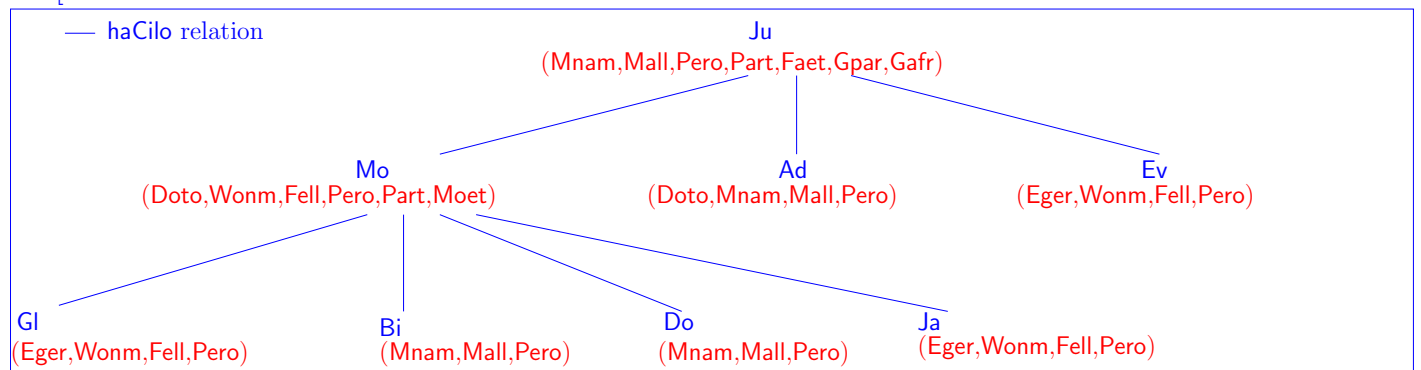 haCilo relation
Ju
(Mnam,Mall,Pero,Part,Faet,Gpar,Gafr)
Mo
Ad
Ev
(Doto,Wonm,Fell,Pero,Part,Moet)
(Doto,Mnam,Mall,Pero)
(Eger,Wonm,Fell,Pero)
Gl
Bi
Do
Ja
(Eger,Wonm,Fell,Pero)
(Mnam,Mall,Pero)
(Mnam,Mall,Pero)
(Eger,Wonm,Fell,Pero)